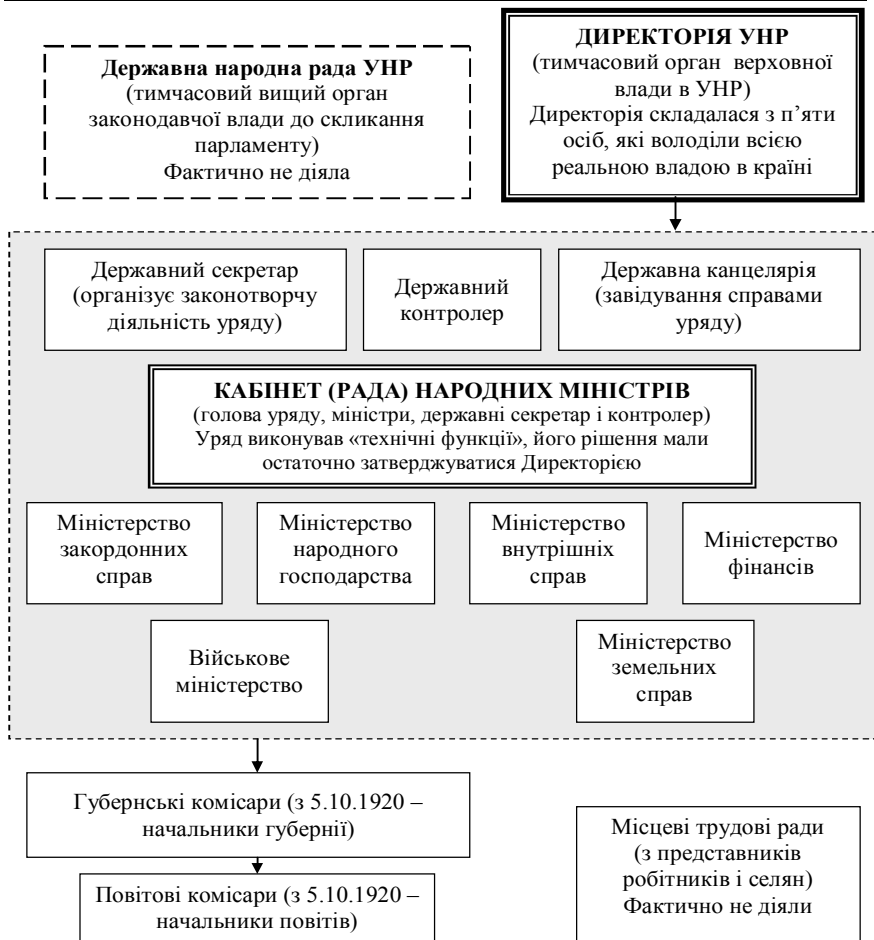 Державна народна рада УНР
(тимчасовий вищий орган
законодавчої влади до скликання
парламенту)
Фактично не діяла
ДИРЕКТОРІЯ УНР
(тимчасовий орган верховної
влади в УНР)
Директорія складалася з п’яти
осіб, які володіли всією
реальною владою в країні
Державний секретар
(організує законотворчу
діяльність уряду)
Державний
контролер
Державна канцелярія
(завідування справами
уряду)
КАБІНЕТ (РАДА) НАРОДНИХ МІНІСТРІВ
(голова уряду, міністри, державні секретар і контролер)
Уряд виконував «технічні функції», його рішення мали
остаточно затверджуватися Директорією
Міністерство
закордонних
справ
Міністерство
народного
господарства
Міністерство
внутрішніх
справ
Міністерство
фінансів
Військове
міністерство
Міністерство
земельних
справ
Губернські комісари (з 5.10.1920 –
начальники губернії)
Повітові комісари (з 5.10.1920 –
начальники повітів)
Місцеві трудові ради
(з представників
робітників і селян)
Фактично не діяли